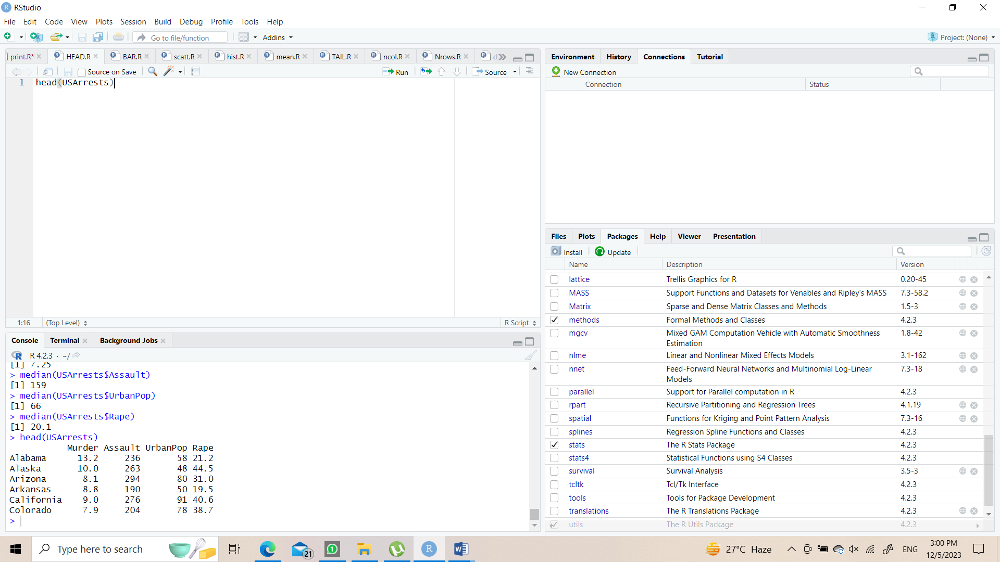 RStudio
File Edit Code View Plots Session Build Debug Profile Tools Help
Go to file/function Addins Project: (None)
print.R* HEAD.R BAR.R scatt.R hist.R mean.R TAIL.R ncol.R Nrows.R
Source on Save Run Source
1 head(USArrests)
1:16 (Top Level) R Script
Console Terminal Background Jobs
R 4.2.3 · ~/
[1] 7.25
> median(USArrests$Assault)
[1] 159
> median(USArrests$UrbanPop)
[1] 66
> median(USArrests$Rape)
[1] 20.1
> head(USArrests)
Murder Assault UrbanPop Rape
Alabama 13.2 236 58 21.2
Alaska 10.0 263 48 44.5
Arizona 8.1 294 80 31.0
Arkansas 8.8 190 50 19.5
California 9.0 276 91 40.6
Colorado 7.9 204 78 38.7
>
Environment History Connections Tutorial
New Connection
Connection Status
Files Plots Packages Help Viewer Presentation
Install Update
Name Description Version
lattice Trellis Graphics for R 0.20-45
MASS Support Functions and Datasets for Venables and Ripley's MASS 7.3-58.2
Matrix Sparse and Dense Matrix Classes and Methods 1.5-3
methods Formal Methods and Classes 4.2.3
mgcv Mixed GAM Computation Vehicle with Automatic Smoothness 1.8-42
Estimation
nlme Linear and Nonlinear Mixed Effects Models 3.1-162
nnet Feed-Forward Neural Networks and Multinomial Log-Linear 7.3-18
Models
parallel Support for Parallel computation in R 4.2.3
rpart Recursive Partitioning and Regression Trees 4.1.19
spatial Functions for Kriging and Point Pattern Analysis 7.3-16
splines Regression Spline Functions and Classes 4.2.3
stats The R Stats Package 4.2.3
stats4 Statistical Functions using S4 Classes 4.2.3
survival Survival Analysis 3.5-3
tcltk Tcl/Tk Interface 4.2.3
tools Tools for Package Development 4.2.3
translations The R Translations Package 4.2.3
utils The R Utils Package 4.2.3
Type here to search 21 1 R W 27°C Haze ENG 3:00 PM
12/5/2023